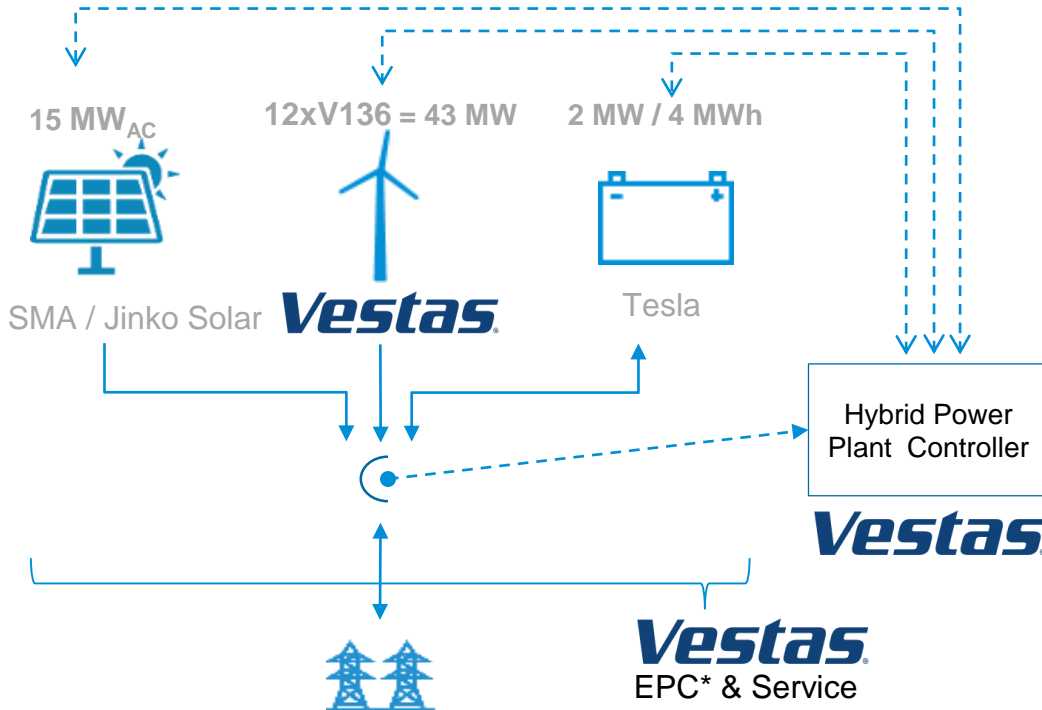 15 MWAC
12xV136 = 43 MW
2 MW / 4 MWh
SMA / Jinko Solar
Vestas®
Tesla
Hybrid Power
Plant Controller
Vestas
Vestas®
EPC* & Service